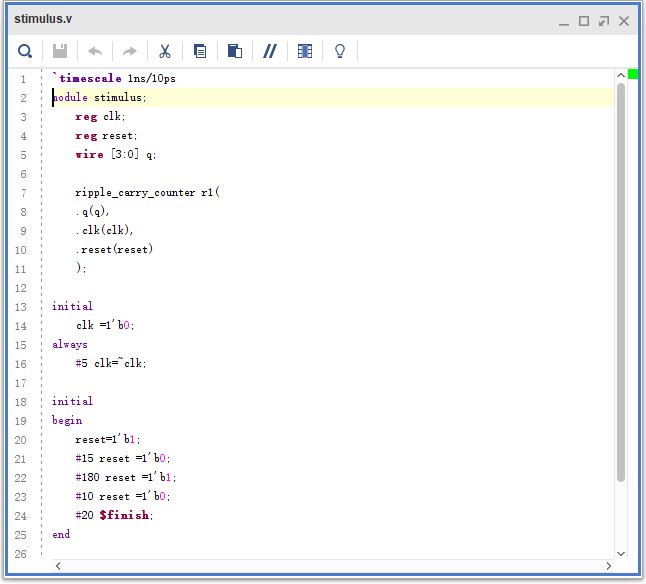 stimulus.v
1 `timescale 1ns/10ps
2 module stimulus;
3 reg clk;
4 reg reset;
5 wire [3:0] q;
6
7 ripple_carry_counter r1(
8 .q(q),
9 .clk(clk),
10 .reset(reset)
11 );
12
13 initial
14 clk =1'b0;
15 always
16 #5 clk=~clk;
17
18 initial
19 begin
20 reset=1'b1;
21 #15 reset =1'b0;
22 #180 reset =1'b1;
23 #10 reset =1'b0;
24 #20 $finish;
25 end
26